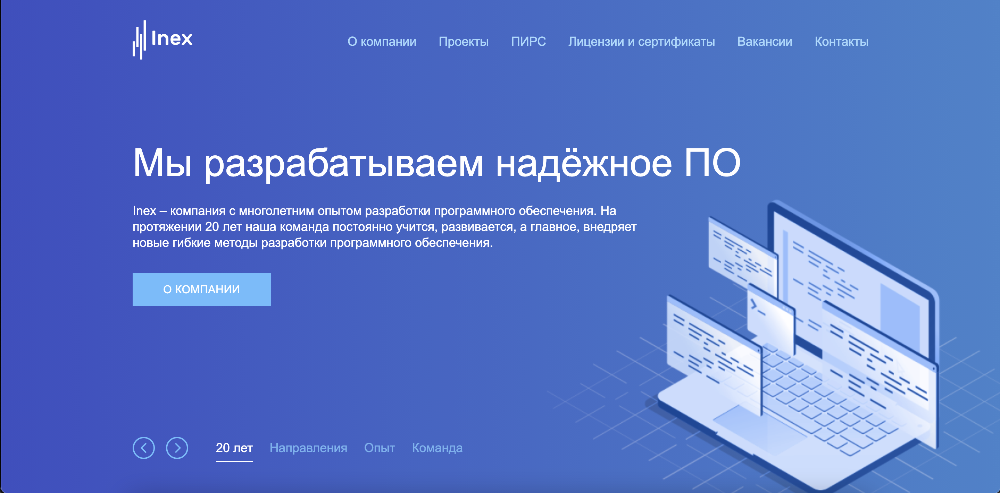 Inex
О компании Проекты ПИРС Лицензии и сертификаты Вакансии Контакты
Мы разрабатываем надёжное ПО
Inex – компания с многолетним опытом разработки программного обеспечения. На
протяжении 20 лет наша команда постоянно учится, развивается, а главное, внедряет
новые гибкие методы разработки программного обеспечения.
О КОМПАНИИ
20 лет Направления Опыт Команда